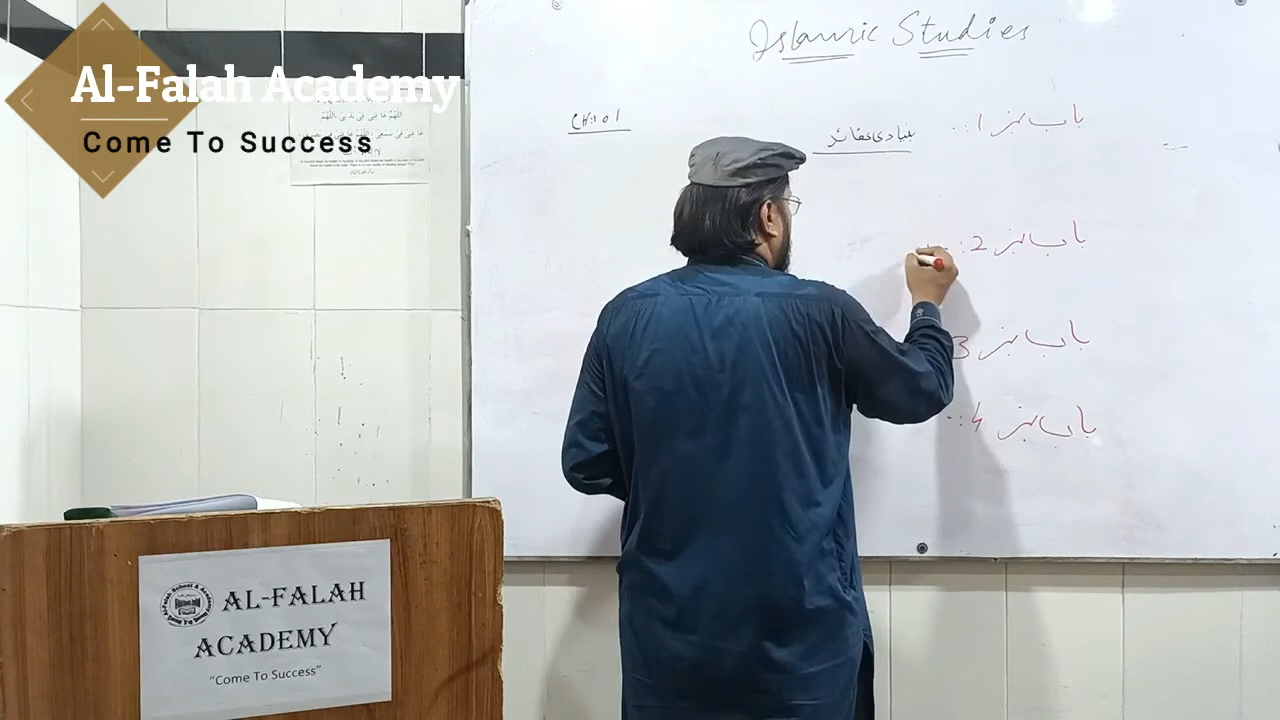 Al-Falah Academy
Come To Success
Islamic Studies
CH:: 01
باب نمبر 1 :..
بنیادی عقائد
باب نمبر 2 :
باب نمبر 3
باب نمبر 4 :..
AL-FALAH
ACADEMY
"Come To Success"